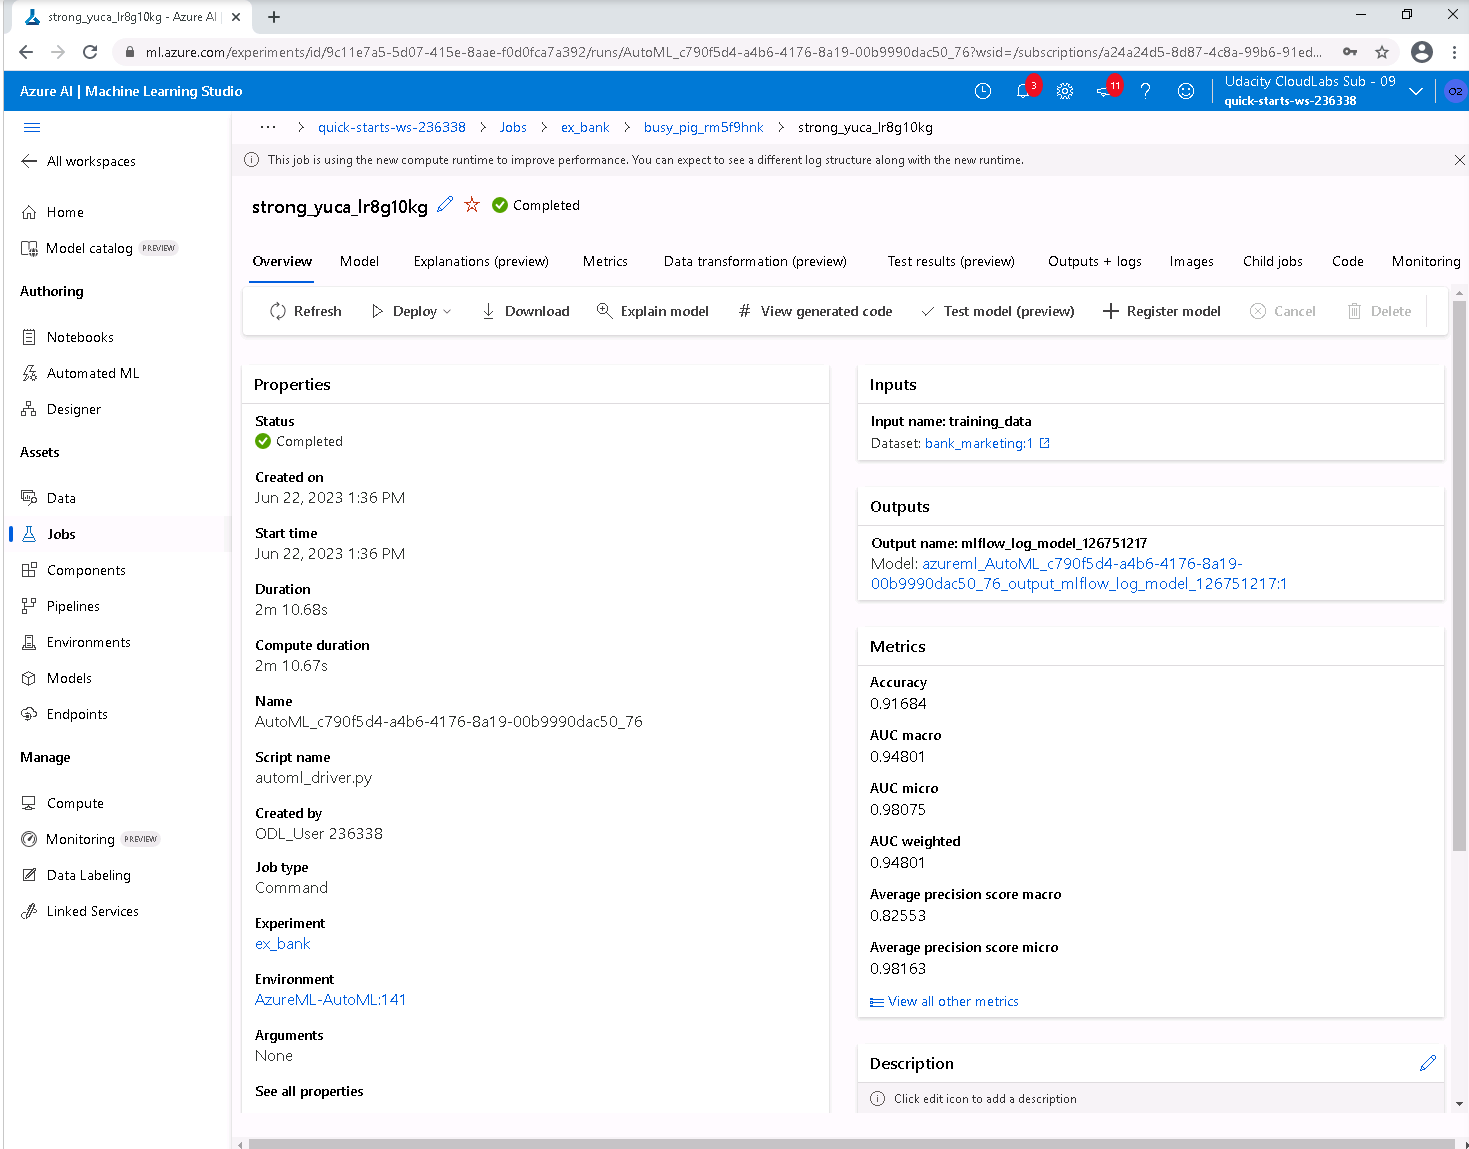 strong_yuca_lr8g10kg - Azure AI |
ml.azure.com/experiments/id/9c11e7a5-5d07-415e-8aae-f0d0fca7a392/runs/AutoML_c790f5d4-a4b6-4176-8a19-00b9990dac50_76?wsid=/subscriptions/a24a24d5-8d87-4c8a-99b6-91ed...
Azure AI | Machine Learning Studio
3
11
?
Udacity CloudLabs Sub - 09
quick-starts-ws-236338
O2
All workspaces
Home
Model catalog PREVIEW
Authoring
Notebooks
Automated ML
Designer
Assets
Data
Jobs
Components
Pipelines
Environments
Models
Endpoints
Manage
Compute
Monitoring PREVIEW
Data Labeling
Linked Services
··· > quick-starts-ws-236338 > Jobs > ex_bank > busy_pig_rm5f9hnk > strong_yuca_lr8g10kg
This job is using the new compute runtime to improve performance. You can expect to see a different log structure along with the new runtime.
strong_yuca_lr8g10kg Completed
Overview Model Explanations (preview) Metrics Data transformation (preview) Test results (preview) Outputs + logs Images Child jobs Code Monitoring
Refresh Deploy Download Explain model # View generated code Test model (preview) Register model Cancel Delete
Properties
Status
Completed
Created on
Jun 22, 2023 1:36 PM
Start time
Jun 22, 2023 1:36 PM
Duration
2m 10.68s
Compute duration
2m 10.67s
Name
AutoML_c790f5d4-a4b6-4176-8a19-00b9990dac50_76
Script name
automl_driver.py
Created by
ODL_User 236338
Job type
Command
Experiment
ex_bank
Environment
AzureML-AutoML:141
Arguments
None
See all properties
Inputs
Input name: training_data
Dataset: bank_marketing:1
Outputs
Output name: mlflow_log_model_126751217
Model: azureml_AutoML_c790f5d4-a4b6-4176-8a19-
00b9990dac50_76_output_mlflow_log_model_126751217:1
Metrics
Accuracy
0.91684
AUC macro
0.94801
AUC micro
0.98075
AUC weighted
0.94801
Average precision score macro
0.82553
Average precision score micro
0.98163
View all other metrics
Description
Click edit icon to add a description